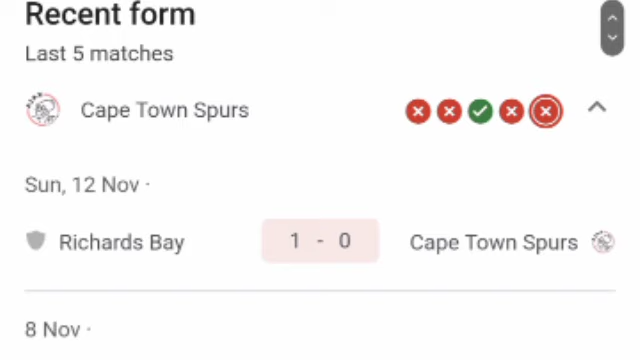 Recent form
Last 5 matches
Cape Town Spurs
Sun, 12 Nov ·
Richards Bay 1 - 0 Cape Town Spurs
8 Nov ·